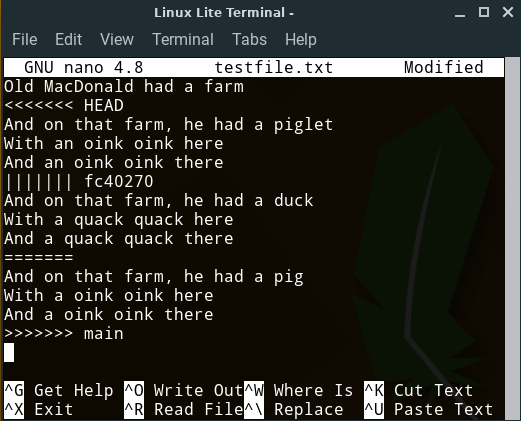 Linux Lite Terminal -
File Edit View Terminal Tabs Help
GNU nano 4.8 testfile.txt Modified
Old MacDonald had a farm
<<<<<<< HEAD
And on that farm, he had a piglet
With an oink oink here
And an oink oink there
||||||| fc40270
And on that farm, he had a duck
With a quack quack here
And a quack quack there
=======
And on that farm, he had a pig
With a oink oink here
And a oink oink there
>>>>>>> main
^G Get Help ^O Write Out ^W Where Is ^K Cut Text
^X Exit ^R Read File ^\ Replace ^U Paste Text